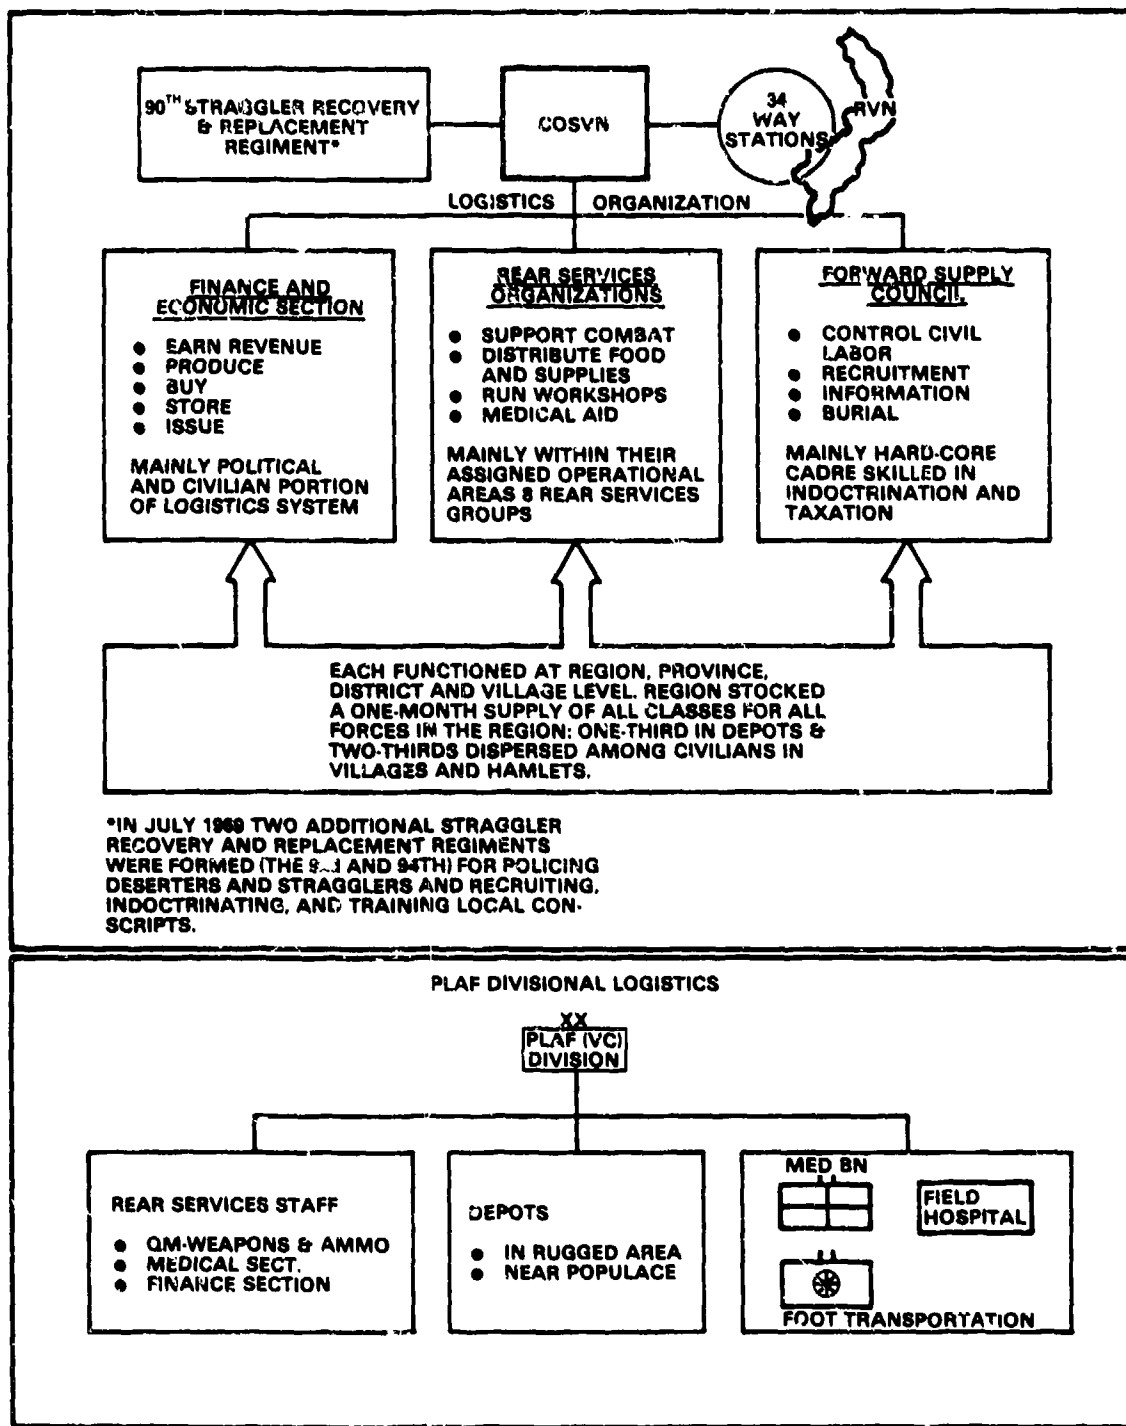 90TH STRAGGLER RECOVERY
& REPLACEMENT
REGIMENT*
COSVN
34
WAY
STATIONS
RVN
LOGISTICS ORGANIZATION
FINANCE AND
ECONOMIC SECTION
● EARN REVENUE
● PRODUCE
● BUY
● STORE
● ISSUE
MAINLY POLITICAL
AND CIVILIAN PORTION
OF LOGISTICS SYSTEM
REAR SERVICES
ORGANIZATIONS
● SUPPORT COMBAT
● DISTRIBUTE FOOD
AND SUPPLIES
● RUN WORKSHOPS
● MEDICAL AID
MAINLY WITHIN THEIR
ASSIGNED OPERATIONAL
AREAS 8 REAR SERVICES
GROUPS
FORWARD SUPPLY
COUNCIL
● CONTROL CIVIL
LABOR
● RECRUITMENT
● INFORMATION
● BURIAL
MAINLY HARD-CORE
CADRE SKILLED IN
INDOCTRINATION AND
TAXATION
EACH FUNCTIONED AT REGION, PROVINCE,
DISTRICT AND VILLAGE LEVEL. REGION STOCKED
A ONE-MONTH SUPPLY OF ALL CLASSES FOR ALL
FORCES IN THE REGION: ONE-THIRD IN DEPOTS &
TWO-THIRDS DISPERSED AMONG CIVILIANS IN
VILLAGES AND HAMLETS.
*IN JULY TWO ADDITIONAL STRAGGLER
RECOVERY AND REPLACEMENT REGIMENTS
WERE FORMED (THE AND 94TH) FOR POLICING
DESERTERS AND STRAGGLERS AND RECRUITING,
INDOCTRINATING, AND TRAINING LOCAL CON-
SCRIPTS.
PLAF DIVISIONAL LOGISTICS
XX
PLAF (VC)
DIVISION
REAR SERVICES STAFF
● QM-WEAPONS & AMMO
● MEDICAL SECT.
● FINANCE SECTION
DEPOTS
● IN RUGGED AREA
● NEAR POPULACE
MED BN
FIELD
HOSPITAL
FOOT TRANSPORTATION